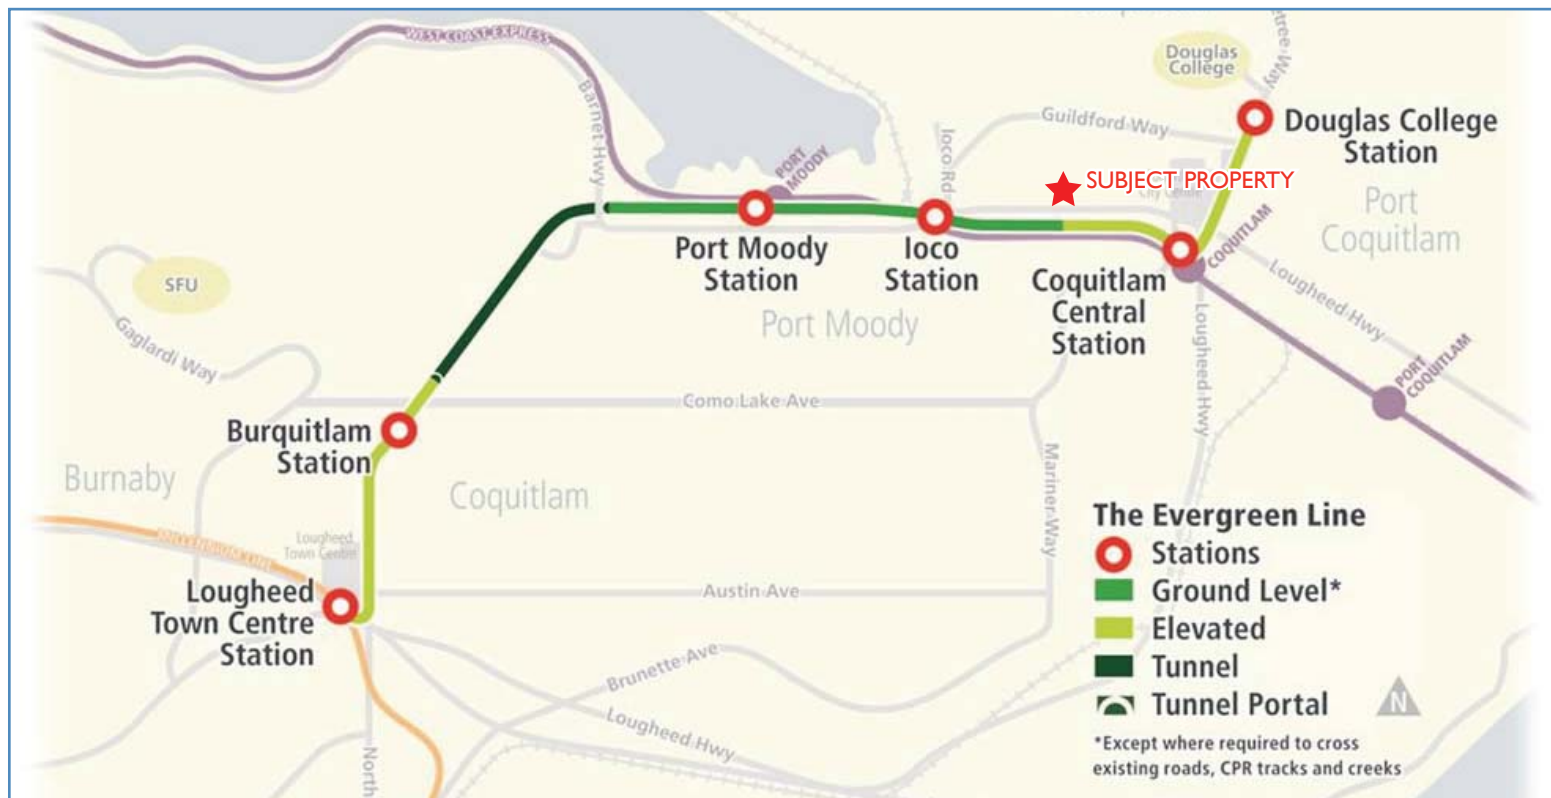 WEST COAST EXPRESS
Barnet Hwy
PORT
MOODY
Ioco Rd
Guildford Way
Douglas
College
tree Way
Douglas College
Station
SUBJECT PROPERTY
City Centre
Port
Coquitlam
COQUITLAM
Port Moody
Station
Ioco
Station
Coquitlam
Central
Station
Lougheed Hwy
Port Moody
SFU
Gaglardi Way
Como Lake Ave
Lougheed Hwy
PORT
COQUITLAM
Burquitlam
Station
Burnaby
Coquitlam
Mariner Way
MILLENNIUM LINE
Lougheed
Town Centre
Lougheed
Town Centre
Station
Austin Ave
Brunette Ave
Lougheed Hwy
North
The Evergreen Line
Stations
Ground Level*
Elevated
Tunnel
Tunnel Portal
N
*Except where required to cross
existing roads, CPR tracks and creeks